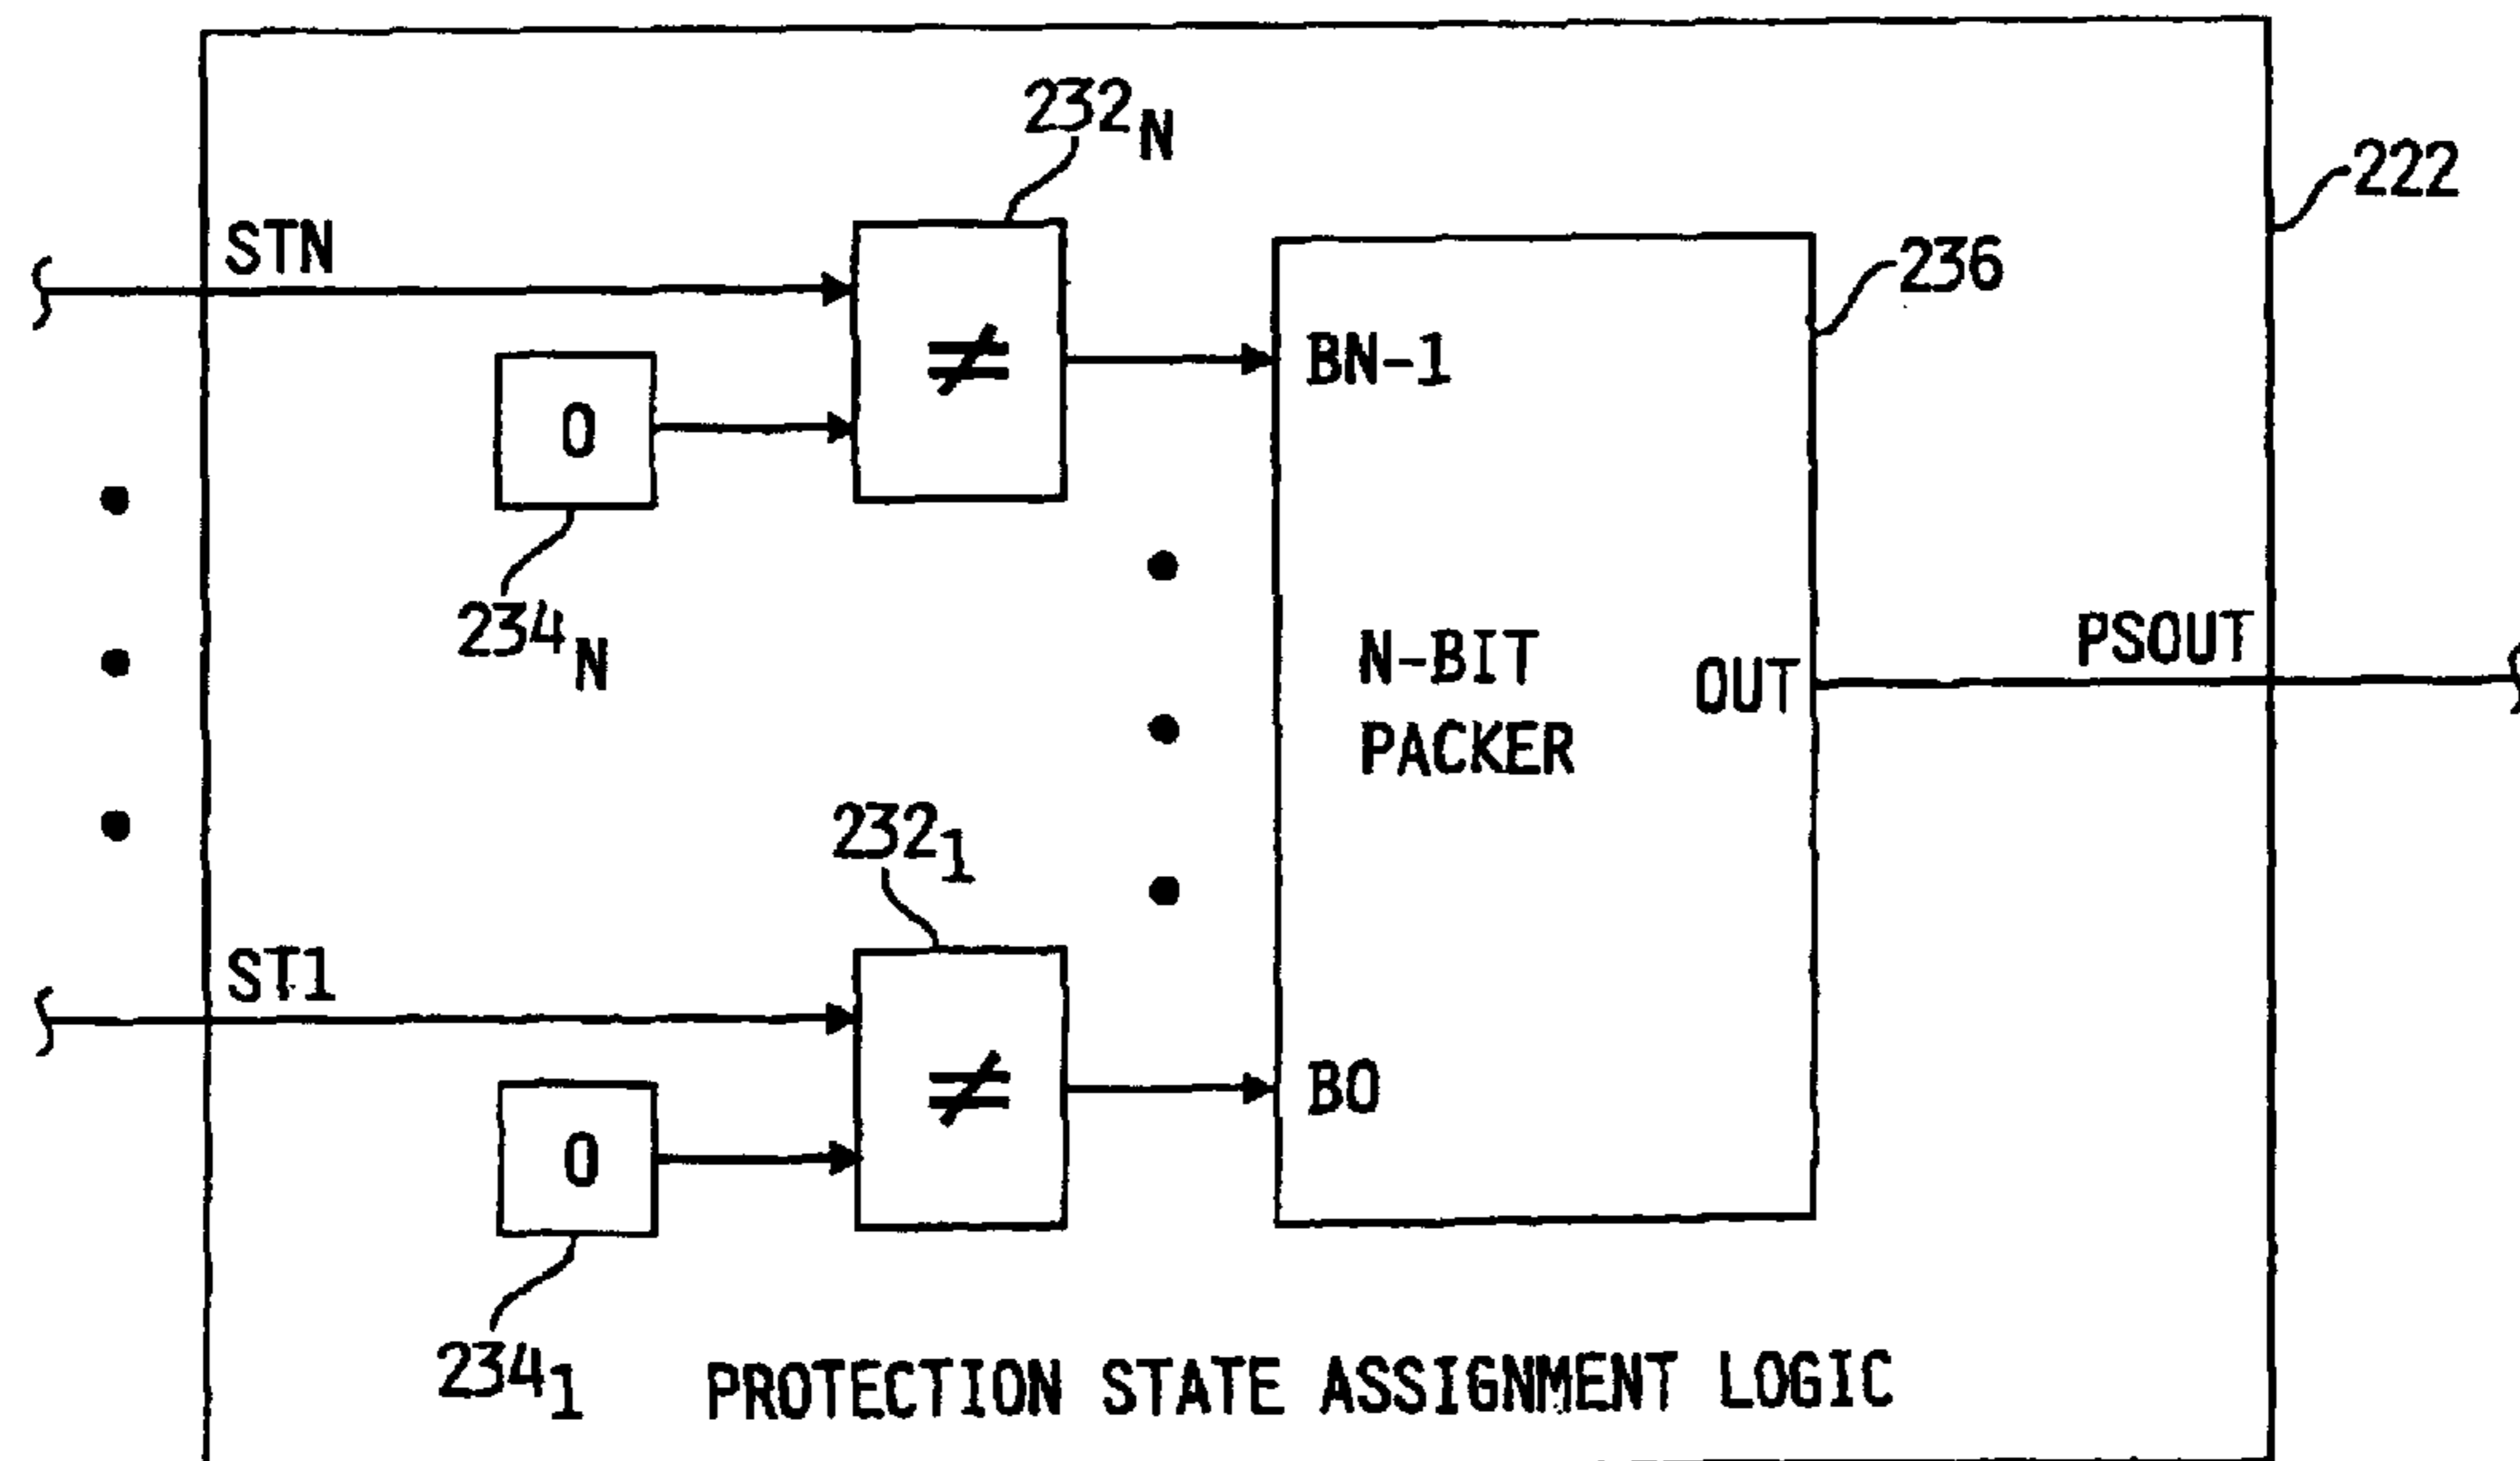 232N
222
STN
236
≠
BN-1
0
234N
N-BIT
PACKER
OUT
PSOUT
2321
ST1
≠
B0
0
2341
PROTECTION STATE ASSIGNMENT LOGIC